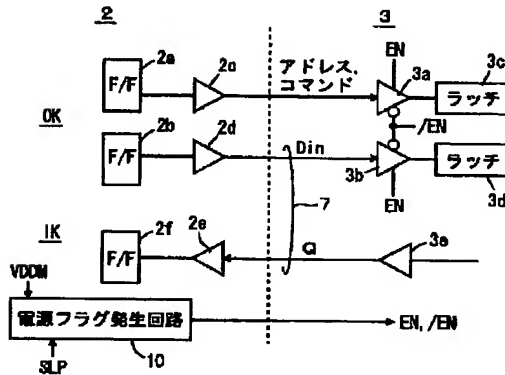 2
3
2a
F/F
2c
アドレス,
コマンド
EN
3a
3c
ラッチ
OK
2b
F/F
2d
Din
/EN
3b
ラッチ
3d
EN
7
IK
2f
F/F
2e
Q
3e
VDDM
電源フラグ発生回路
EN, /EN
SLP
10